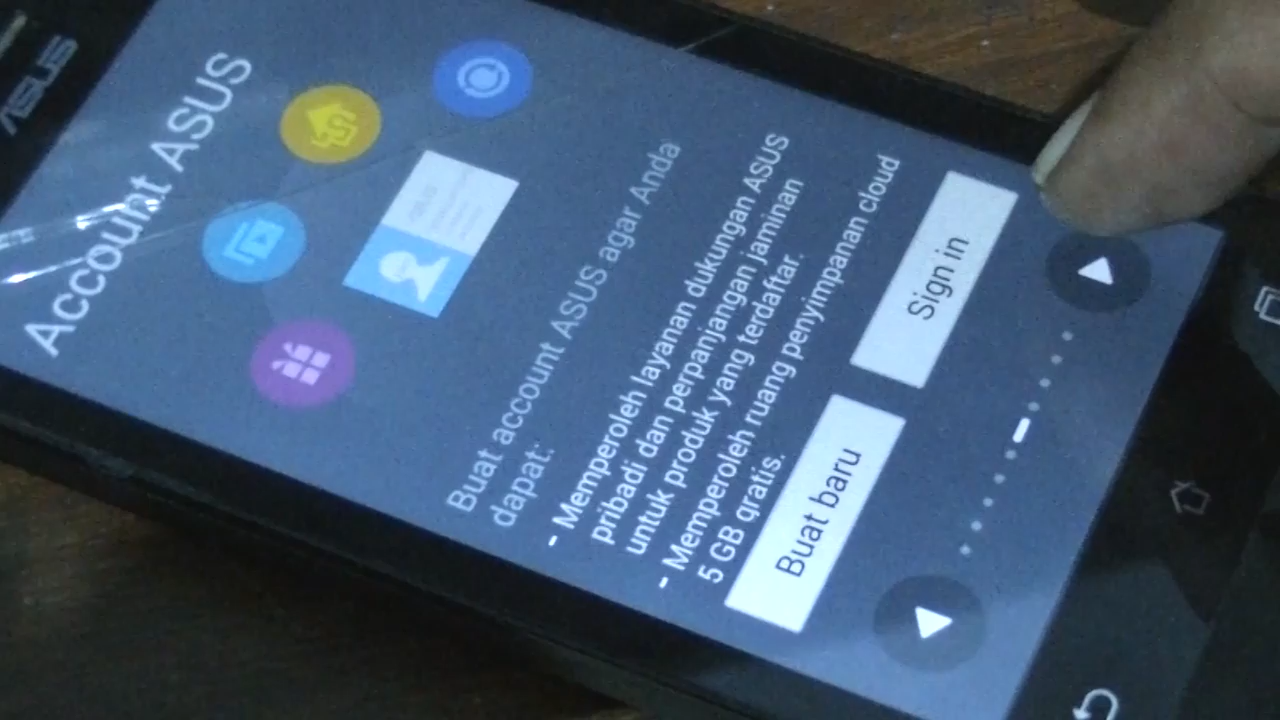 ASUS
Account ASUS
Buat account ASUS agar Anda
dapat:
- Memperoleh layanan dukungan ASUS
pribadi dan perpanjangan jaminan
untuk produk yang terdaftar.
- Memperoleh ruang penyimpanan cloud
5 GB gratis.
Buat baru
Sign in